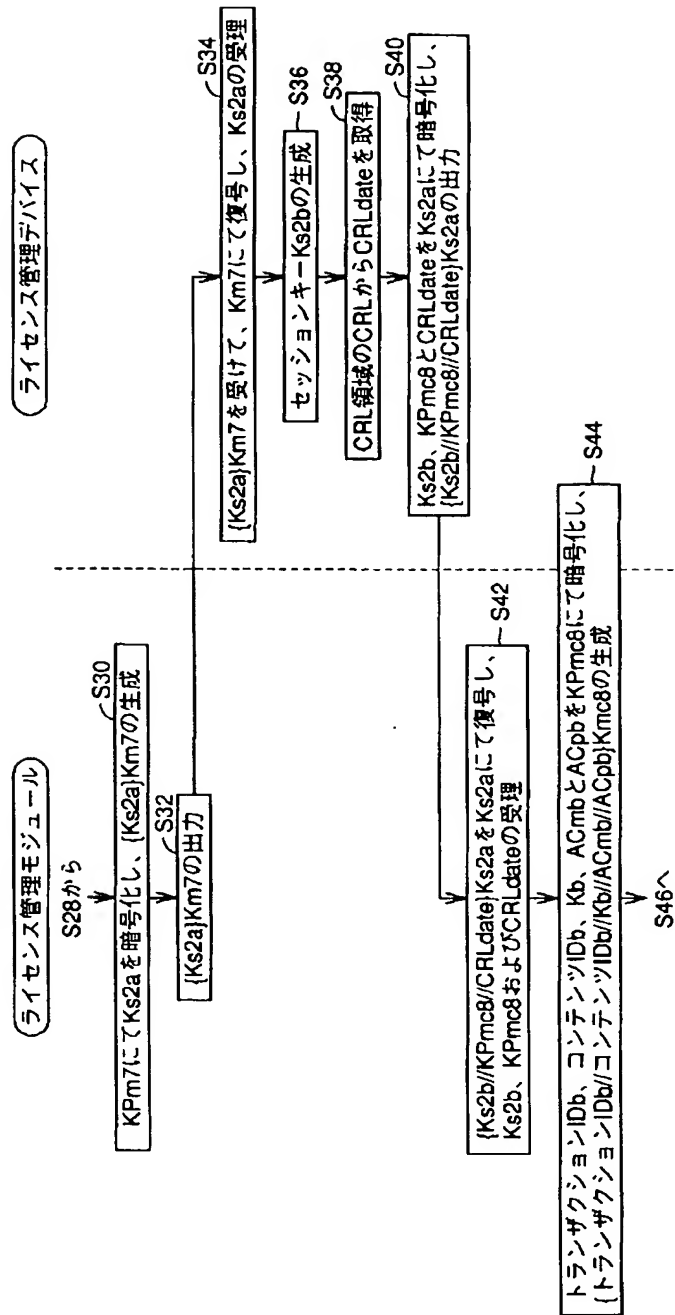 ライセンス管理モジュール
ライセンス管理デバイス
S28から
S30
KPm7にてKs2aを暗号化し、{Ks2a}Km7の生成
S32
{Ks2a}Km7の出力
S34
{Ks2a}Km7を受けて、Km7にて復号し、Ks2aの受理
S36
セッションキーKs2bの生成
S38
CRL領域のCRLからCRLdateを取得
S40
Ks2b、KPmc8とCRLdateをKs2aにて暗号化し、
{Ks2b//KPmc8//CRLdate}Ks2aの出力
S42
{Ks2b//KPmc8//CRLdate}Ks2aをKs2aにて復号し、
Ks2b、KPmc8およびCRLdateの受理
S44
トランザクションIDb、コンテンツIDb、Kb、ACmbとACpbをKPmc8にて暗号化し、
{トランザクションIDb//コンテンツIDb//Kb//ACmb//ACpb}Kmc8の生成
S46へ